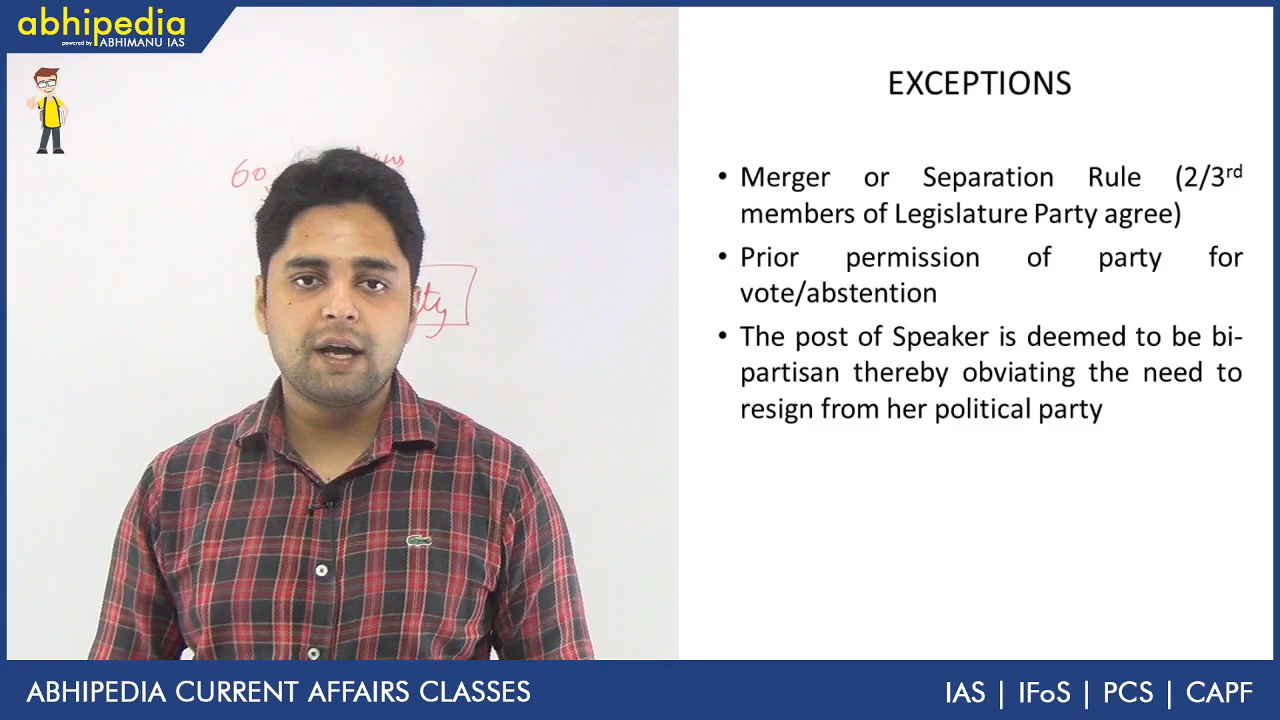 abhipedia
powered by ABHIMANU IAS
60
EXCEPTIONS
• Merger or Separation Rule (2/3rd
members of Legislature Party agree)
• Prior permission of party for
vote/abstention
• The post of Speaker is deemed to be bi-
partisan thereby obviating the need to
resign from her political party
ABHIPEDIA CURRENT AFFAIRS CLASSES
IAS | IFoS | PCS | CAPF